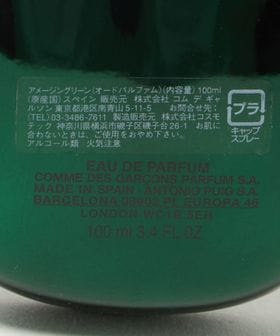 アメージンググリーン(オードパルファム)(内容量)100ml
(原産国)スペイン 販売元 株式会社 コム デ ギャ
ルソン 東京都港区南青山5-11-5 お問合せ先
Tel.03-3486-7611 製造販売元 株式会社コスモ
テック 神奈川県横浜市磯子区磯子台26-1 お肌に
あわないときは、ご使用をおやめ下さい。
アルコール類 火気注意
プラ
キャップ
スプレー
EAU DE PARFUM
COMME DES GARCONS PARFUM S.A.
MADE IN SPAIN - ANTONIO PUIG S.A.
BARCELONA 08902 PL EUROPA 46
LONDON WC1B 5EH
100 ml 3.4 FL.OZ